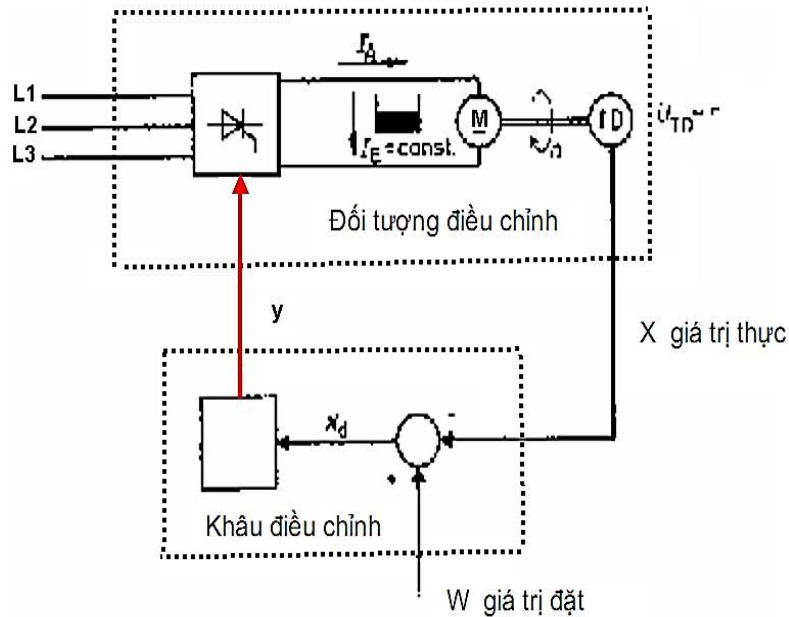 I_A
L1
L2
L3
I_E = const.
M
n
TD
Đối tượng điều chỉnh
y
X giá trị thực
x_d
-
+
Khâu điều chỉnh
W giá trị đặt